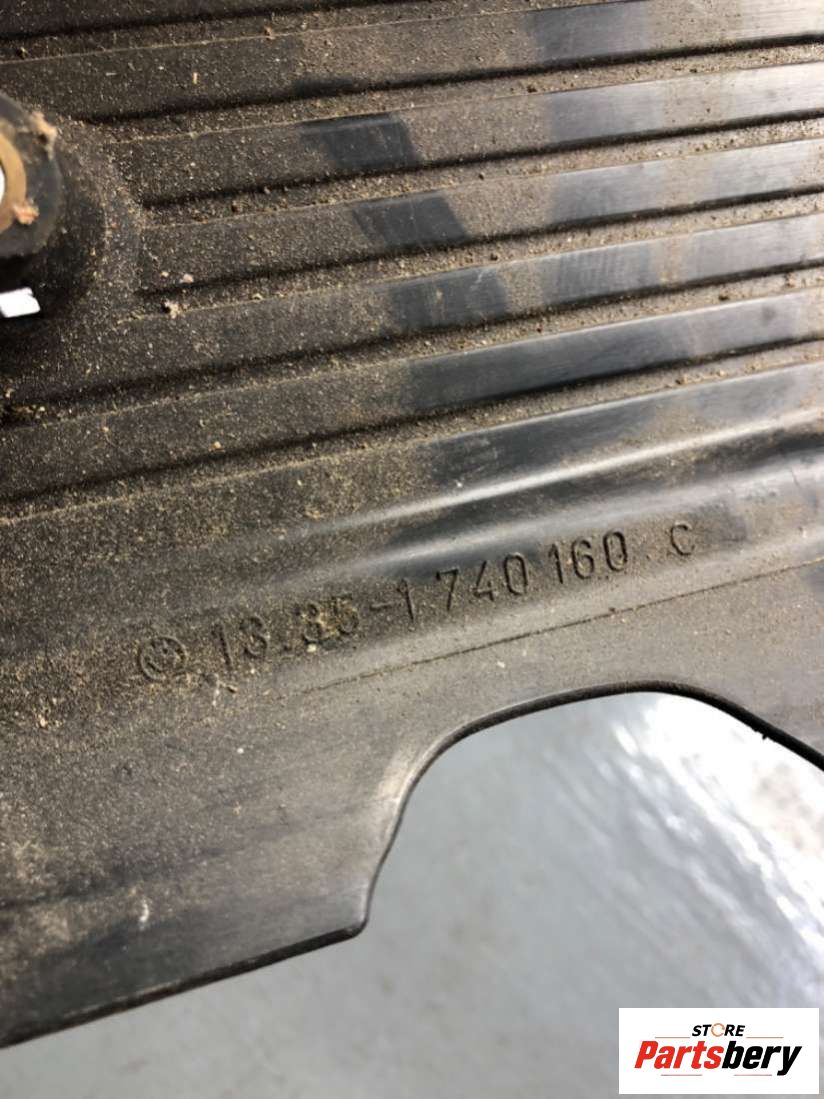 13.35-1 740 160. C
STORE
Partsbery